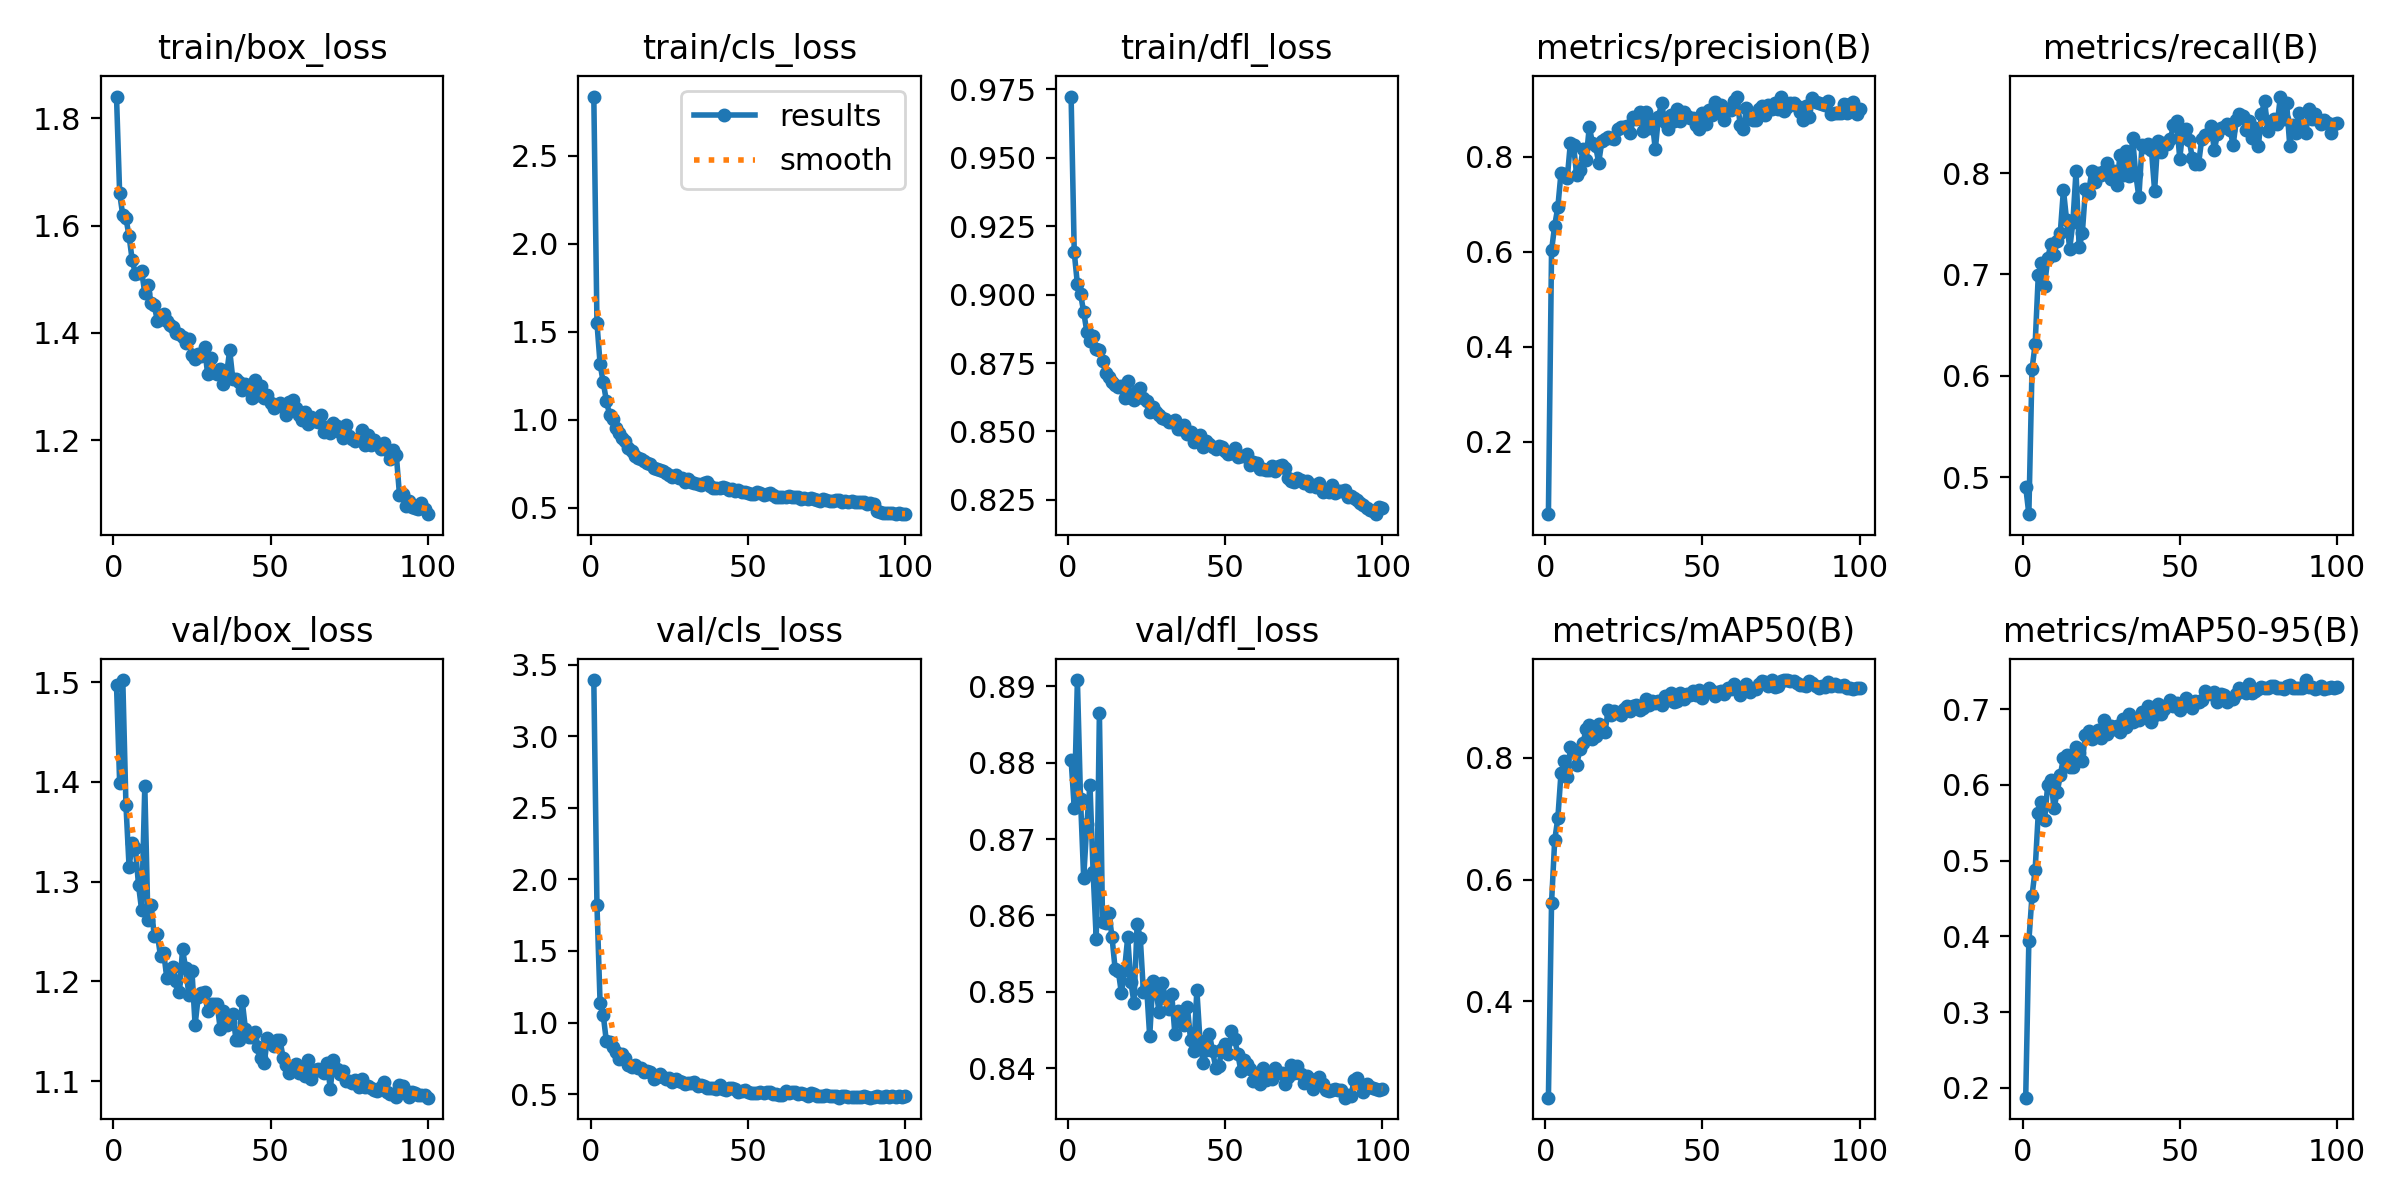 train/box_loss
1.8
1.6
1.4
1.2
0 50 100
train/cls_loss
results
smooth
2.5
2.0
1.5
1.0
0.5
0 50 100
train/dfl_loss
0.975
0.950
0.925
0.900
0.875
0.850
0.825
0 50 100
metrics/precision(B)
0.8
0.6
0.4
0.2
0 50 100
metrics/recall(B)
0.8
0.7
0.6
0.5
0 50 100
val/box_loss
1.5
1.4
1.3
1.2
1.1
0 50 100
val/cls_loss
3.5
3.0
2.5
2.0
1.5
1.0
0.5
0 50 100
val/dfl_loss
0.89
0.88
0.87
0.86
0.85
0.84
0 50 100
metrics/mAP50(B)
0.8
0.6
0.4
0 50 100
metrics/mAP50-95(B)
0.7
0.6
0.5
0.4
0.3
0.2
0 50 100